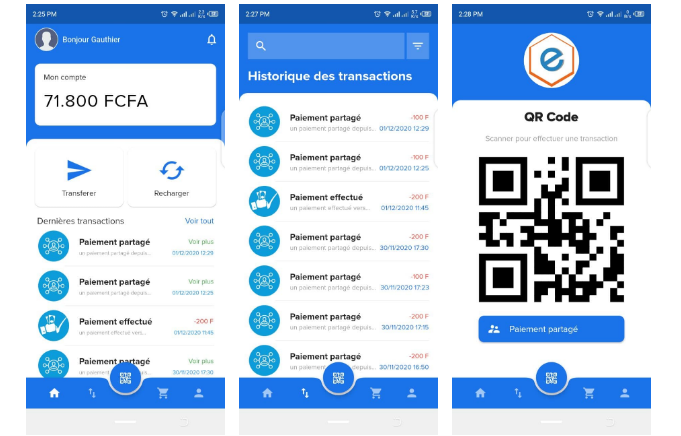 2:25 PM
Bonjour Gauthier
Mon compte
71.800 FCFA
Transferer
Recharger
Dernières transactions
Voir tout
Paiement partagé
Voir plus
un paiement partagé depuis...
01/12/2020 12:29
Paiement partagé
Voir plus
un paiement partagé depuis...
01/12/2020 12:25
Paiement effectué
-200 F
un paiement effectué vers...
01/12/2020 11:45
Paiement partagé
Voir plus
un paiement
30/11/2020 17:30
2:27 PM
Historique des transactions
Paiement partagé
-100 F
un paiement partagé depuis...
01/12/2020 12:29
Paiement partagé
-100 F
un paiement partagé depuis...
01/12/2020 12:25
Paiement effectué
-200 F
un paiement effectué vers...
01/12/2020 11:45
Paiement partagé
-200 F
un paiement partagé depuis...
30/11/2020 17:30
Paiement partagé
-200 F
un paiement partagé depuis...
30/11/2020 17:23
Paiement partagé
-200 F
un paiement partagé depuis...
30/11/2020 17:15
Paiement partagé
-200 F
un paiement
30/11/2020 16:50
2:28 PM
e
QR Code
Scanner pour effectuer une transaction
Paiement partagé